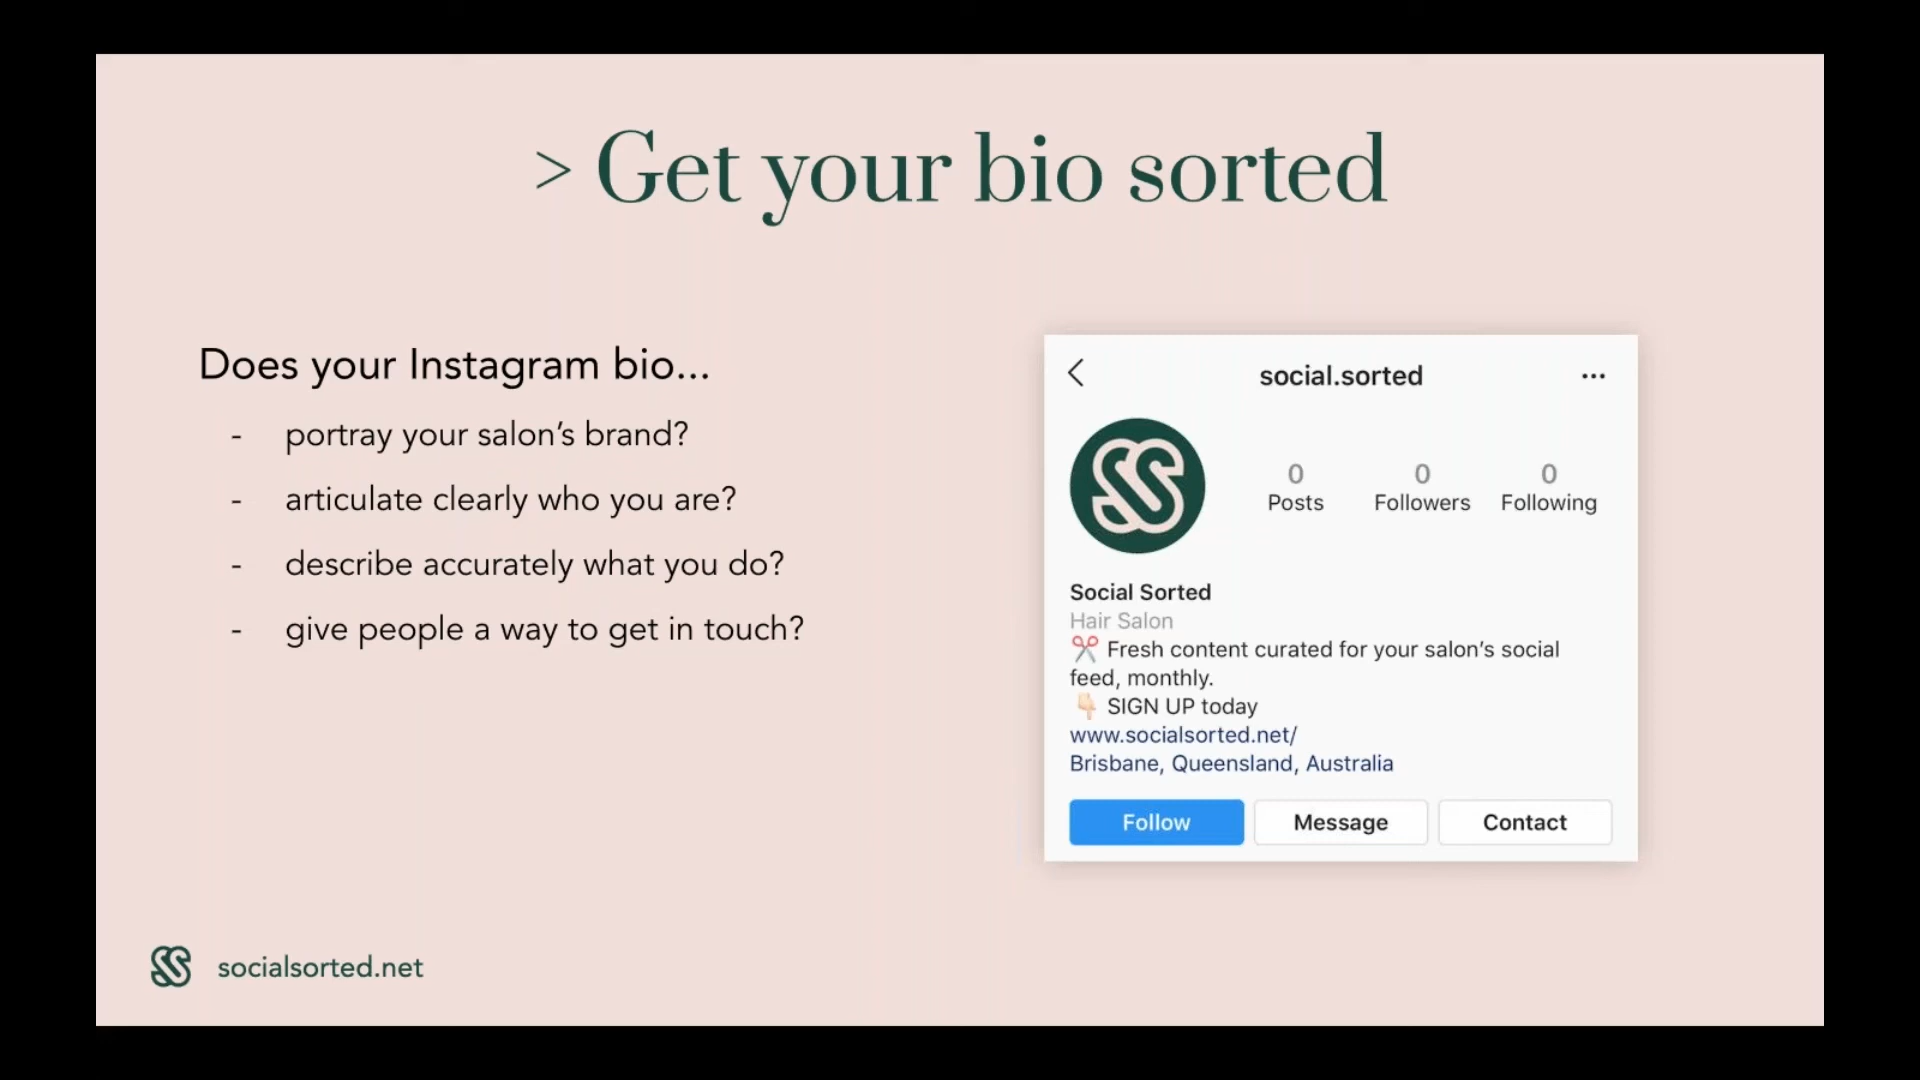 > Get your bio sorted
Does your Instagram bio...
- portray your salon’s brand?
- articulate clearly who you are?
- describe accurately what you do?
- give people a way to get in touch?
social.sorted
0 0 0
Posts Followers Following
Social Sorted
Hair Salon
✂️ Fresh content curated for your salon’s social
feed, monthly.
👇🏻 SIGN UP today
www.socialsorted.net/
Brisbane, Queensland, Australia
Follow Message Contact
socialsorted.net